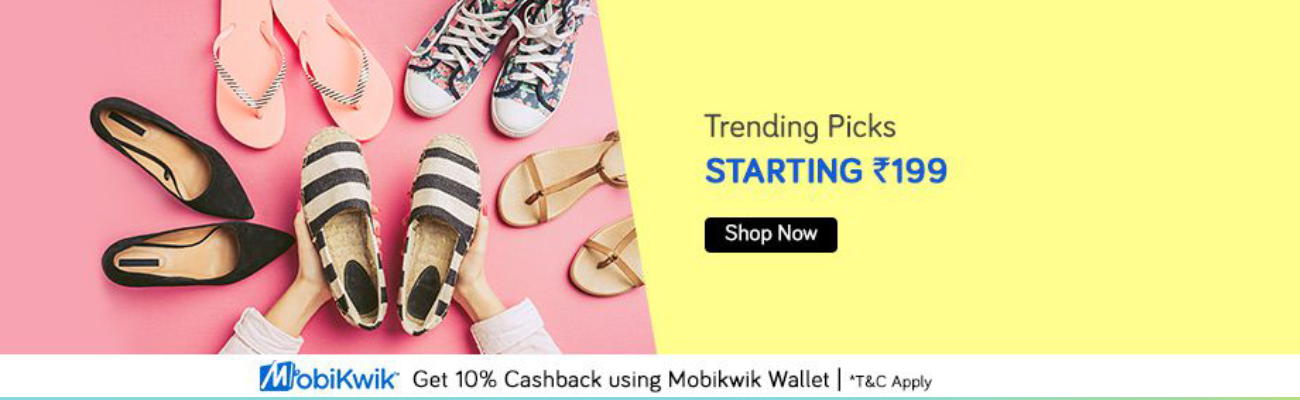 Trending Picks
STARTING ₹199
Shop Now
MobiKwik Get 10% Cashback using Mobikwik Wallet | *T&C Apply